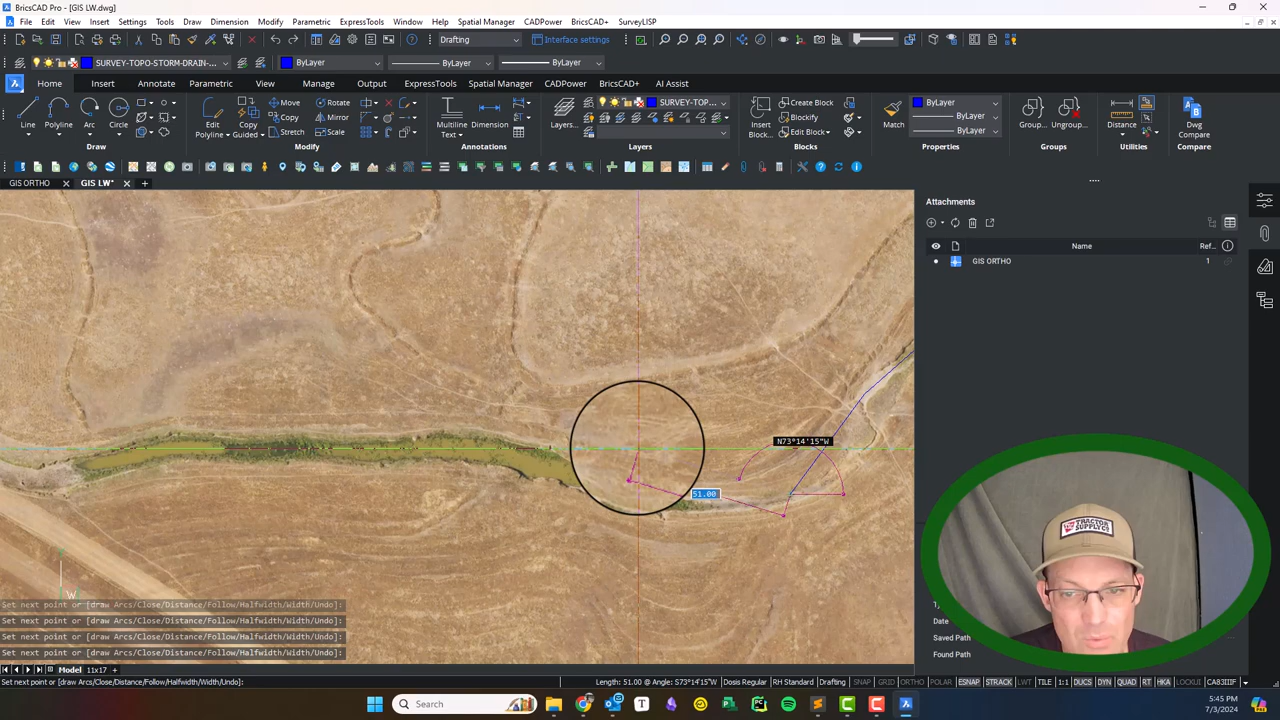 BricsCAD Pro - [GIS LW.dwg]
File Edit View Insert Settings Tools Draw Dimension Modify Parametric ExpressTools Window Help Spatial Manager CADPower BricsCAD+ SurveyLISP
Drafting Interface settings
SURVEY-TOPO-STORM-DRAIN-... ByLayer ByLayer ByLayer
Home Insert Annotate Parametric View Manage Output ExpressTools Spatial Manager CADPower BricsCAD+ AI Assist
Line Polyline Arc Circle
Edit Polyline Copy Guided Move Rotate
Copy Mirror
Stretch Scale
Multiline Text Dimension
Layers... SURVEY-TOP...
Insert Block... Create Block
Blockify
Edit Block
Match ByLayer
ByLayer
ByLayer
Group... Ungroup... Distance Dwg Compare
Draw Modify Annotations Layers Blocks Properties Groups Utilities Compare
GIS ORTHO GIS LW*
Attachments
Name Ref...
GIS ORTHO 1
N73°14'15"W
51.00
TRACTOR SUPPLY Co
W
Set next point or [draw Arcs/Close/Distance/Follow/Halfwidth/Width/Undo]:
Set next point or [draw Arcs/Close/Distance/Follow/Halfwidth/Width/Undo]:
Set next point or [draw Arcs/Close/Distance/Follow/Halfwidth/Width/Undo]:
Set next point or [draw Arcs/Close/Distance/Follow/Halfwidth/Width/Undo]:
Date
Saved Path
Found Path
Model 11x17
Set next point or [draw Arcs/Close/Distance/Follow/Halfwidth/Width/Undo]:
Length: 51.00 @ Angle: S73°14'15"W Dosis Regular RH Standard Drafting SNAP GRID ORTHO POLAR ESNAP STRACK LWT TILE 1:1 DUCS DYN QUAD RT HKA LOCKUI CAB3IIF
Search
5:45 PM
7/3/2024